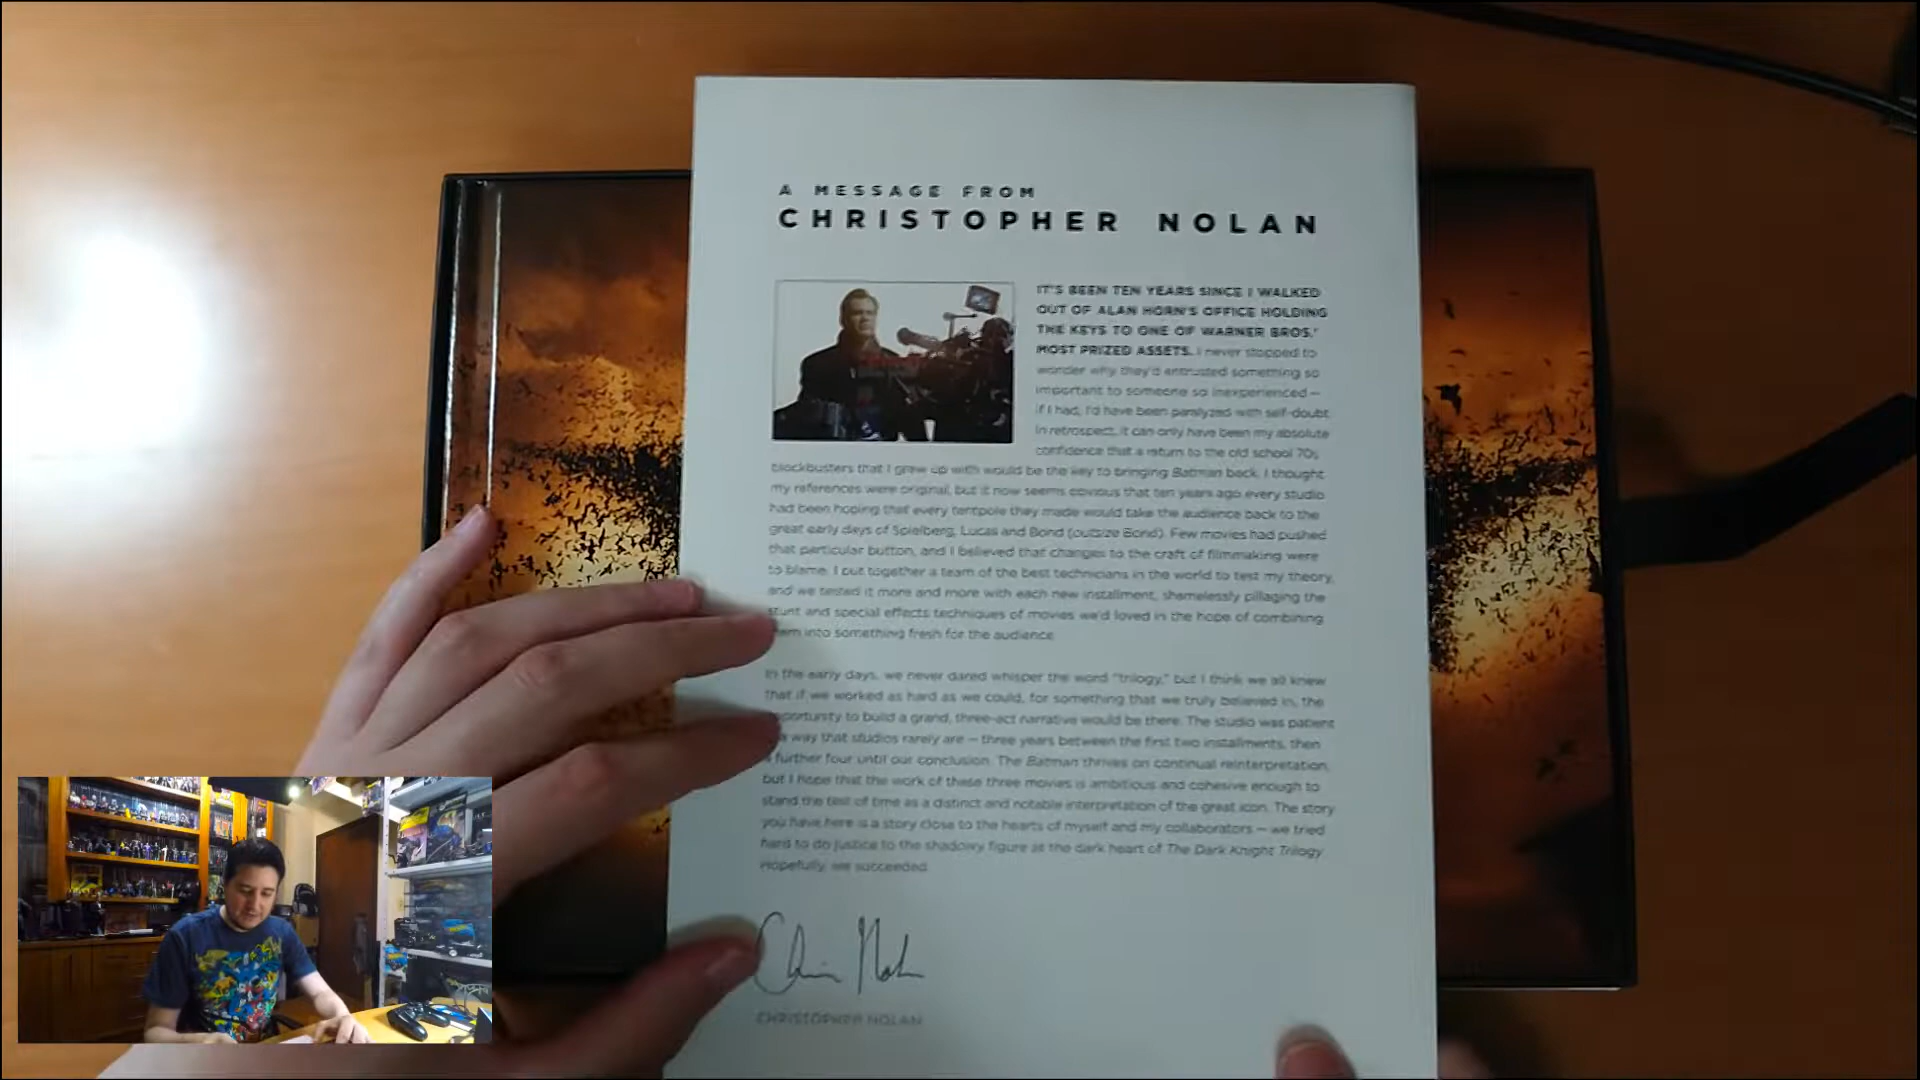 A MESSAGE FROM
CHRISTOPHER NOLAN
IT'S BEEN TEN YEARS SINCE I WALKED
OUT OF ALAN HORN'S OFFICE HOLDING
THE KEYS TO ONE OF WARNER BROS.'
MOST PRIZED ASSETS. I never stopped to
wonder why they'd entrusted something so
important to someone so inexperienced –
if I had, I'd have been paralyzed with self-doubt.
In retrospect, it can only have been my absolute
confidence that a return to the old school 70s
blockbusters that I grew up with would be the key to bringing Batman back. I thought
my references were original, but it now seems obvious that ten years ago every studio
had been hoping that every tentpole they made would take the audience back to the
great early days of Spielberg, Lucas and Bond (outsize Bond). Few movies had pushed
that particular button, and I believed that changes to the craft of filmmaking were
to blame. I put together a team of the best technicians in the world to test my theory,
and we tested it more and more with each new installment, shamelessly pillaging the
stunt and special effects techniques of movies we'd loved in the hope of combining
them into something fresh for the audience.
In the early days, we never dared whisper the word "trilogy," but I think we all knew
that if we worked as hard as we could, for something that we truly believed in, the
opportunity to build a grand, three-act narrative would be there. The studio was patient
a way that studios rarely are – three years between the first two installments, then
a further four until our conclusion. The Batman thrives on continual reinterpretation,
but I hope that the work of these three movies is ambitious and cohesive enough to
stand the test of time as a distinct and notable interpretation of the great icon. The story
you have here is a story close to the hearts of myself and my collaborators – we tried
hard to do justice to the shadowy figure at the dark heart of The Dark Knight Trilogy.
Hopefully, we succeeded.
CHRISTOPHER NOLAN